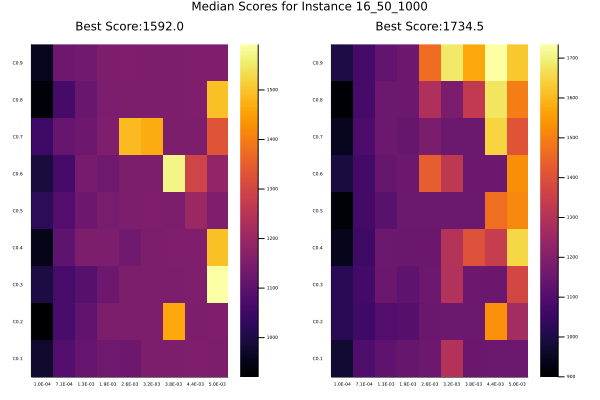 Median Scores for Instance 16_50_1000
Best Score:1592.0
Best Score:1734.5
C0.9
C0.8
C0.7
C0.6
C0.5
C0.4
C0.3
C0.2
C0.1
1.0E-04 7.1E-04 1.3E-03 1.9E-03 2.6E-03 3.2E-03 3.8E-03 4.4E-03 5.0E-03
1500
1400
1300
1200
1100
1000
C0.9
C0.8
C0.7
C0.6
C0.5
C0.4
C0.3
C0.2
C0.1
1.0E-04 7.1E-04 1.3E-03 1.9E-03 2.6E-03 3.2E-03 3.8E-03 4.4E-03 5.0E-03
1700
1600
1500
1400
1300
1200
1100
1000
900